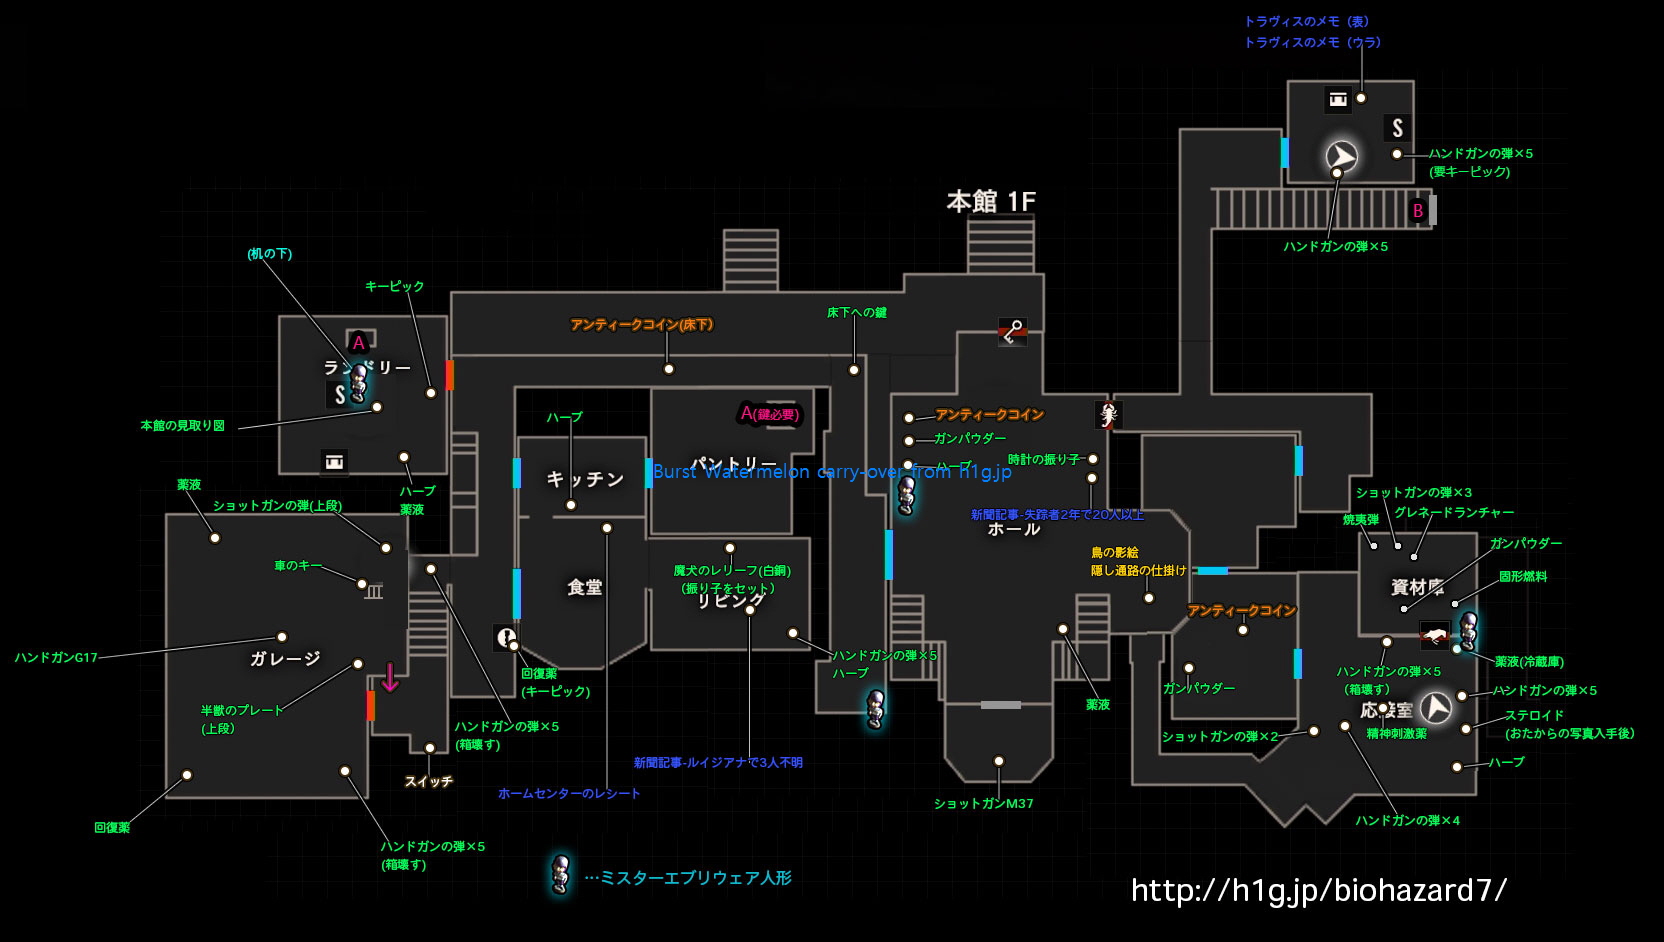 トラヴィスのメモ（表）
トラヴィスのメモ（ウラ）
S
ハンドガンの弾×5
(要キーピック)
本館 1F
B
ハンドガンの弾×5
(机の下)
キーピック
床下への鍵
アンティークコイン(床下)
A
ランドリー
S
本館の見取り図
ハーブ
A(鍵必要)
アンティークコイン
ガンパウダー
ハーブ
時計の振り子
パントリー
キッチン
Burst Watermelon carry-over from h1g.jp
薬液
ハーブ
薬液
ショットガンの弾(上段)
新聞記事-失踪者2年で20人以上
ホール
ショットガンの弾×3
グレネードランチャー
焼夷弾
ガンパウダー
鳥の影絵
隠し通路の仕掛け
車のキー
魔犬のレリーフ(白銅)
（振り子をセット）
リビング
食堂
固形燃料
資材庫
アンティークコイン
ハンドガンG17
ガレージ
ハンドガンの弾×5
ハーブ
薬液(冷蔵庫)
回復薬
(キーピック)
ハンドガンの弾×5
（箱壊す）
ガンパウダー
ハンドガンの弾×5
半獣のプレート
(上段）
薬液
応接室
ステロイド
(おたからの写真入手後）
ハンドガンの弾×5
(箱壊す）
ショットガンの弾×2
精神刺激薬
新聞記事-ルイジアナで3人不明
ハーブ
スイッチ
ホームセンターのレシート
ショットガンM37
ハンドガンの弾×4
回復薬
ハンドガンの弾×5
(箱壊す)
…ミスターエブリウェア人形
http://h1g.jp/biohazard7/